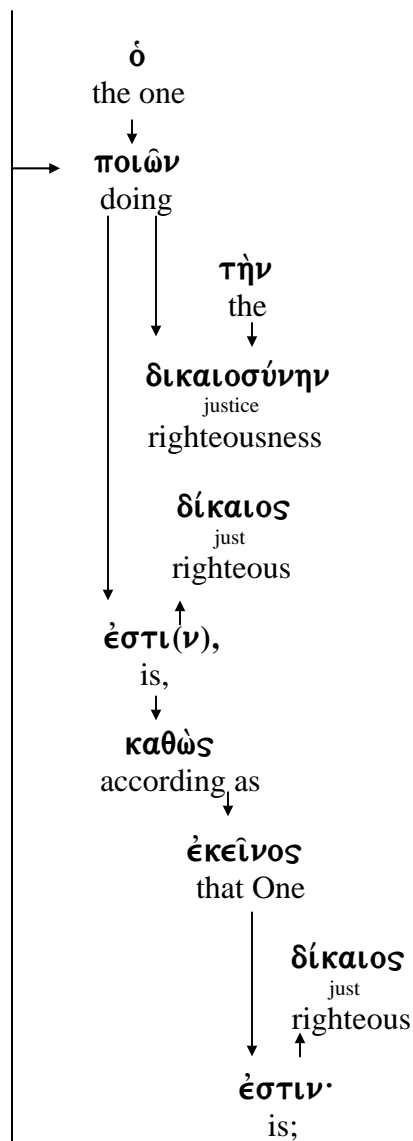 ὁ
the one
ποιῶν
doing
τὴν
the
δικαιοσύνην
justice
righteousness
δίκαιος
just
righteous
ἐστι(ν),
is,
καθὼς
according as
ἐκεῖνος
that One
δίκαιος
just
righteous
ἐστιν·
is;